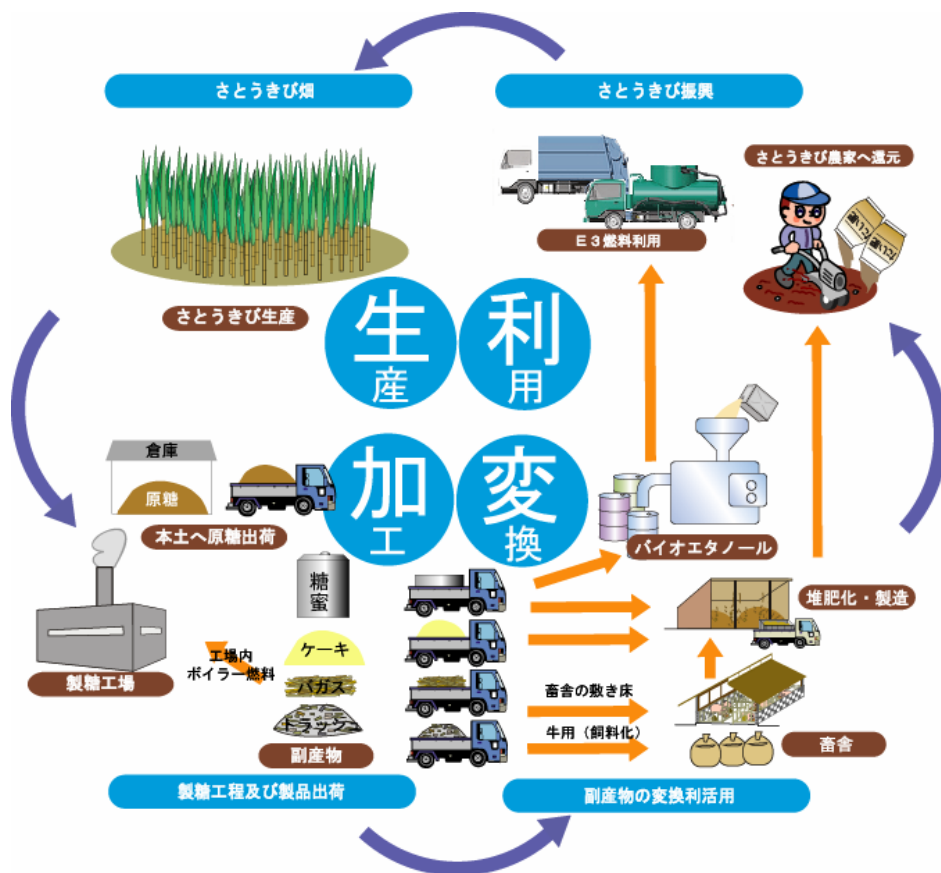 さとうきび畑
さとうきび振興
さとうきび農家へ還元
E3燃料利用
さとうきび生産
生産
利用
加工
変換
倉庫
原糖
本土へ原糖出荷
バイオエタノール
糖蜜
堆肥化・製造
ケーキ
工場内
ボイラー燃料
製糖工場
バガス
畜舎の敷き床
トラッシュ
牛用(飼料化)
副産物
畜舎
製糖工程及び製品出荷
副産物の変換利活用